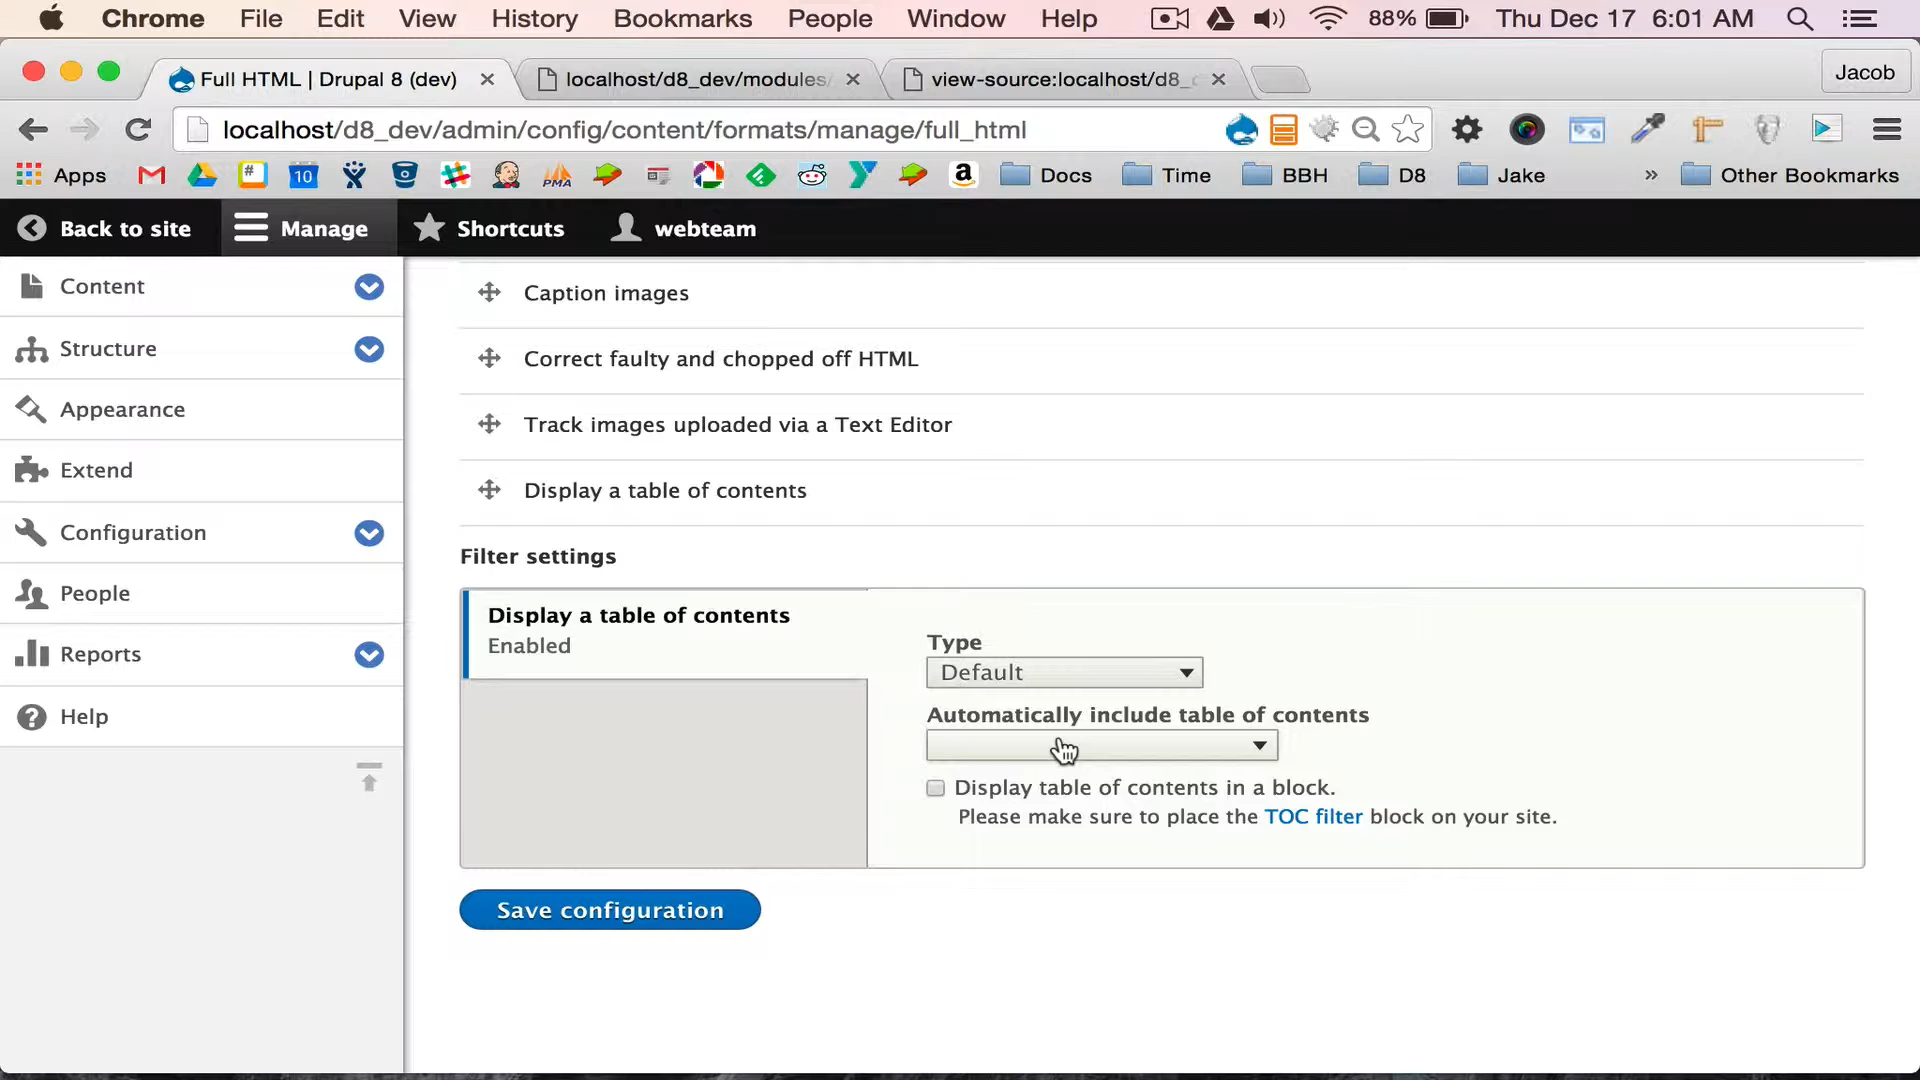 Chrome File Edit View History Bookmarks People Window Help 88% Thu Dec 17 6:01 AM
Full HTML | Drupal 8 (dev) localhost/d8_dev/modules/ view-source:localhost/d8_ Jacob
localhost/d8_dev/admin/config/content/formats/manage/full_html
Apps # 10 PMA a Docs Time BBH D8 Jake » Other Bookmarks
Back to site Manage Shortcuts webteam
Content
Structure
Appearance
Extend
Configuration
People
Reports
Help
Caption images
Correct faulty and chopped off HTML
Track images uploaded via a Text Editor
Display a table of contents
Filter settings
Display a table of contents
Enabled
Type
Default
Automatically include table of contents
Display table of contents in a block.
Please make sure to place the TOC filter block on your site.
Save configuration